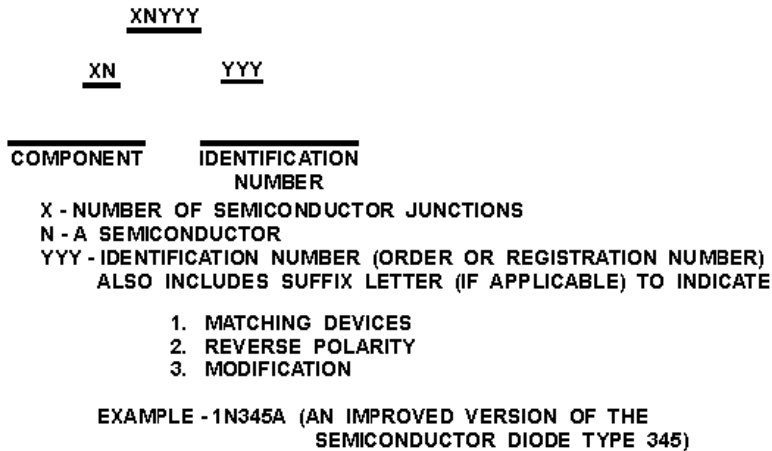 XNYYY
XN YYY
COMPONENT IDENTIFICATION
NUMBER
X - NUMBER OF SEMICONDUCTOR JUNCTIONS
N - A SEMICONDUCTOR
YYY - IDENTIFICATION NUMBER (ORDER OR REGISTRATION NUMBER)
ALSO INCLUDES SUFFIX LETTER (IF APPLICABLE) TO INDICATE
1. MATCHING DEVICES
2. REVERSE POLARITY
3. MODIFICATION
EXAMPLE - 1N345A (AN IMPROVED VERSION OF THE
SEMICONDUCTOR DIODE TYPE 345)